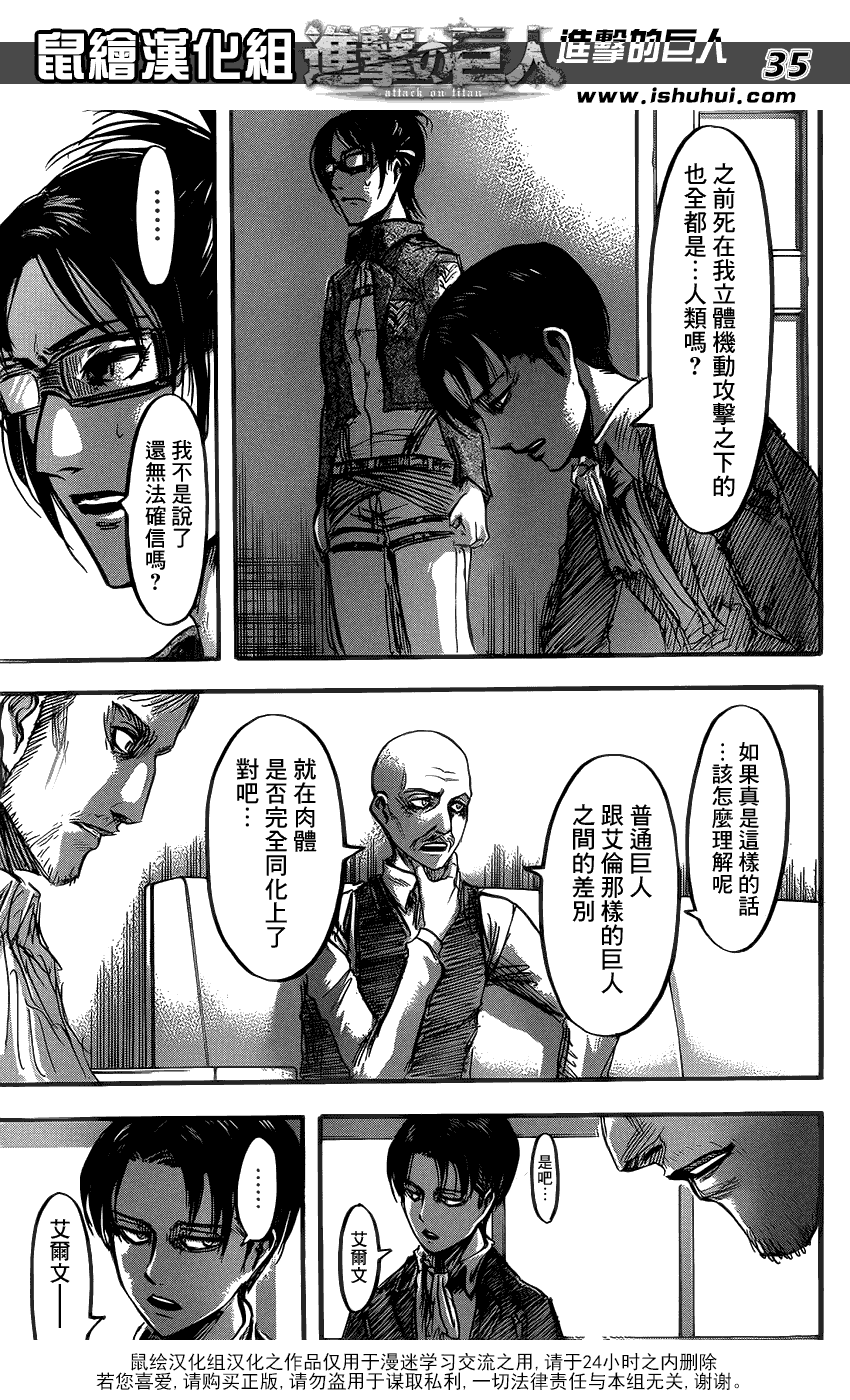 鼠繪漢化組
進撃の巨人
attack on titan
進擊的巨人
35
www.ishuhui.com
之前死在我立體機動攻擊之下的
也全都是…人類嗎?
……
我不是說了
還無法確信嗎?
如果真是這樣的話
…該怎麼理解呢
普通巨人
跟艾倫那樣的巨人
之間的差別
就在肉體
是否完全同化上了
對吧…
是吧…
艾爾文
……
艾爾文——
鼠绘汉化组汉化之作品仅用于漫迷学习交流之用, 请于24小时之内删除
若您喜爱, 请购买正版, 请勿盗用于谋取私利, 一切法律责任与本组无关, 谢谢。